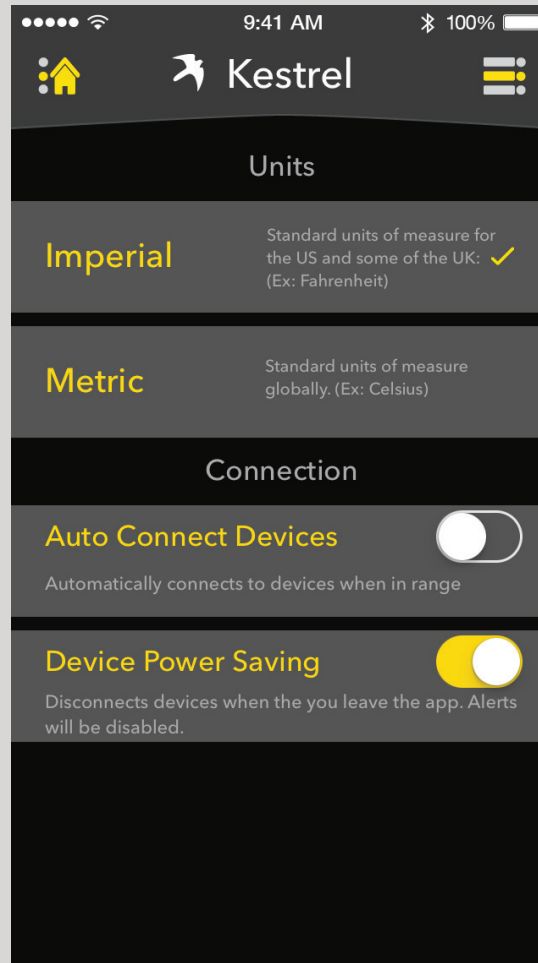 9:41 AM 100%
Kestrel
Units
Imperial
Standard units of measure for
the US and some of the UK:
(Ex: Fahrenheit)
Metric
Standard units of measure
globally. (Ex: Celsius)
Connection
Auto Connect Devices
Automatically connects to devices when in range
Device Power Saving
Disconnects devices when the you leave the app. Alerts
will be disabled.